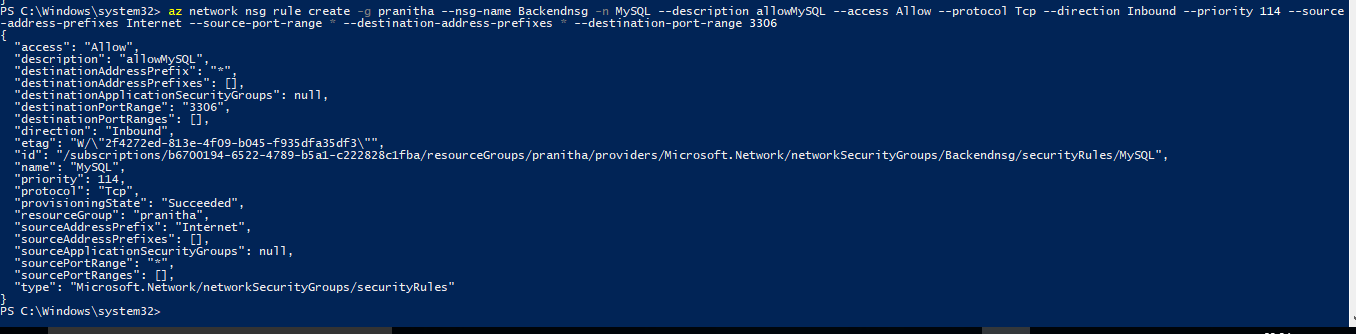 PS C:\Windows\system32> az network nsg rule create -g pranitha --nsg-name Backendnsg -n MySQL --description allowMySQL --access Allow --protocol Tcp --direction Inbound --priority 114 --source
-address-prefixes Internet --source-port-range * --destination-address-prefixes * --destination-port-range 3306
{
  "access": "Allow",
  "description": "allowMySQL",
  "destinationAddressPrefix": "*",
  "destinationAddressPrefixes": [],
  "destinationApplicationSecurityGroups": null,
  "destinationPortRange": "3306",
  "destinationPortRanges": [],
  "direction": "Inbound",
  "etag": "W/\"2f4272ed-813e-4f09-b045-f935dfa35df3\"",
  "id": "/subscriptions/b6700194-6522-4789-b5a1-c222828c1fba/resourceGroups/pranitha/providers/Microsoft.Network/networkSecurityGroups/Backendnsg/securityRules/MySQL",
  "name": "MySQL",
  "priority": 114,
  "protocol": "Tcp",
  "provisioningState": "Succeeded",
  "resourceGroup": "pranitha",
  "sourceAddressPrefix": "Internet",
  "sourceAddressPrefixes": [],
  "sourceApplicationSecurityGroups": null,
  "sourcePortRange": "*",
  "sourcePortRanges": [],
  "type": "Microsoft.Network/networkSecurityGroups/securityRules"
}
PS C:\Windows\system32>